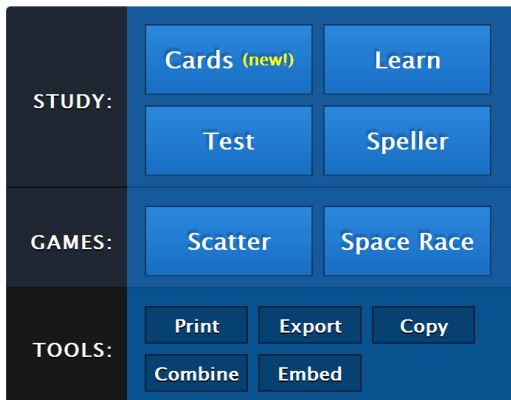 STUDY:
Cards (new!) Learn
Test Speller
GAMES:
Scatter Space Race
TOOLS:
Print Export Copy
Combine Embed